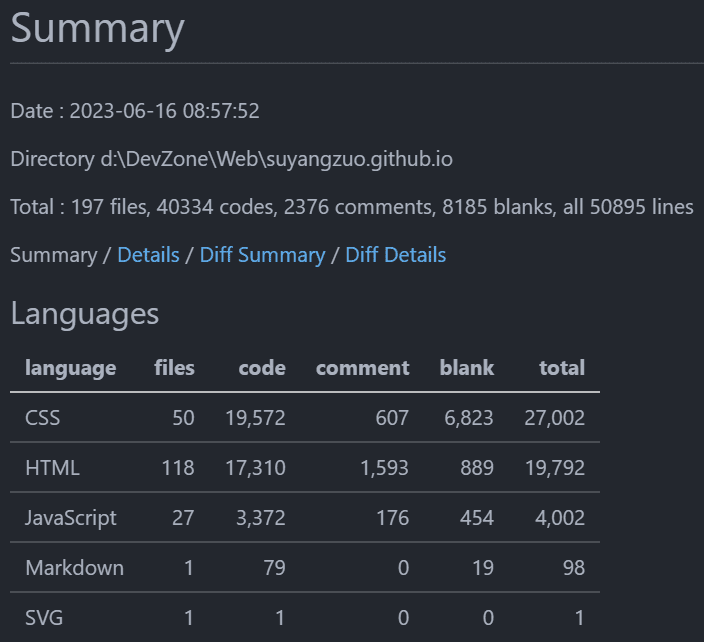 Summary
Date : 2023-06-16 08:57:52
Directory d:\DevZone\Web\suyangzuo.github.io
Total : 197 files, 40334 codes, 2376 comments, 8185 blanks, all 50895 lines
Summary / Details / Diff Summary / Diff Details
Languages
language files code comment blank total
CSS 50 19,572 607 6,823 27,002
HTML 118 17,310 1,593 889 19,792
JavaScript 27 3,372 176 454 4,002
Markdown 1 79 0 19 98
SVG 1 1 0 0 1